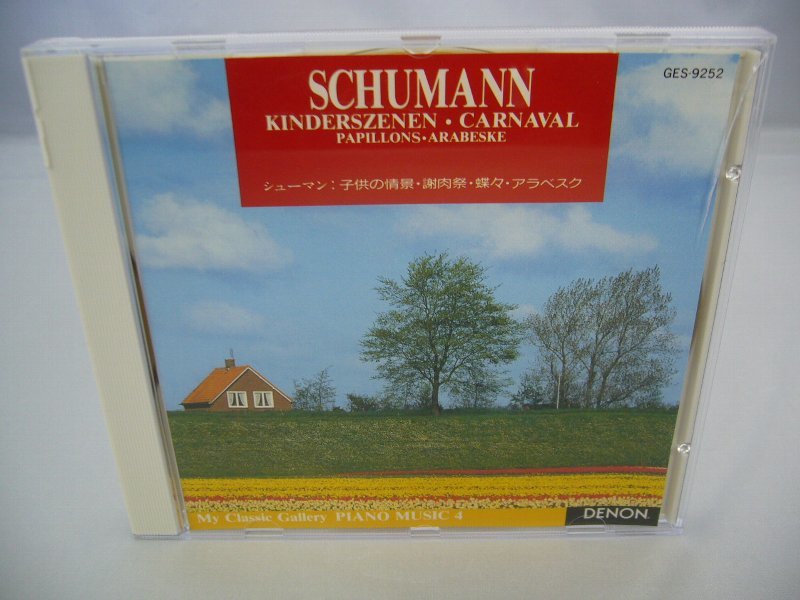 GES-9252
SCHUMANN
KINDERSZENEN・CARNAVAL
PAPILLONS・ARABESKE
シューマン：子供の情景・謝肉祭・蝶々・アラベスク
My Classic Gallery PIANO MUSIC 4
DENON